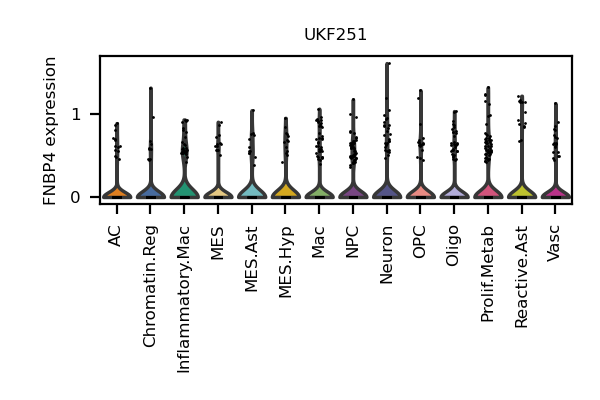 UKF251
FNBP4 expression
1
0
AC
Chromatin.Reg
Inflammatory.Mac
MES
MES.Ast
MES.Hyp
Mac
NPC
Neuron
OPC
Oligo
Prolif.Metab
Reactive.Ast
Vasc